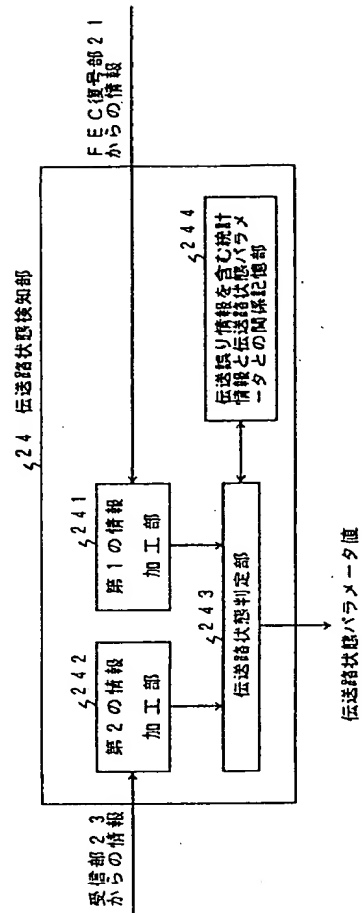 24 伝送路状態検知部
受信部23
からの情報
FEC復号部21
からの情報
242
第2の情報
加工部
241
第1の情報
加工部
243
伝送路状態判定部
244
伝送誤り情報を含む統計
情報と伝送路状態パラメ
ータとの関係記憶部
伝送路状態パラメータ値